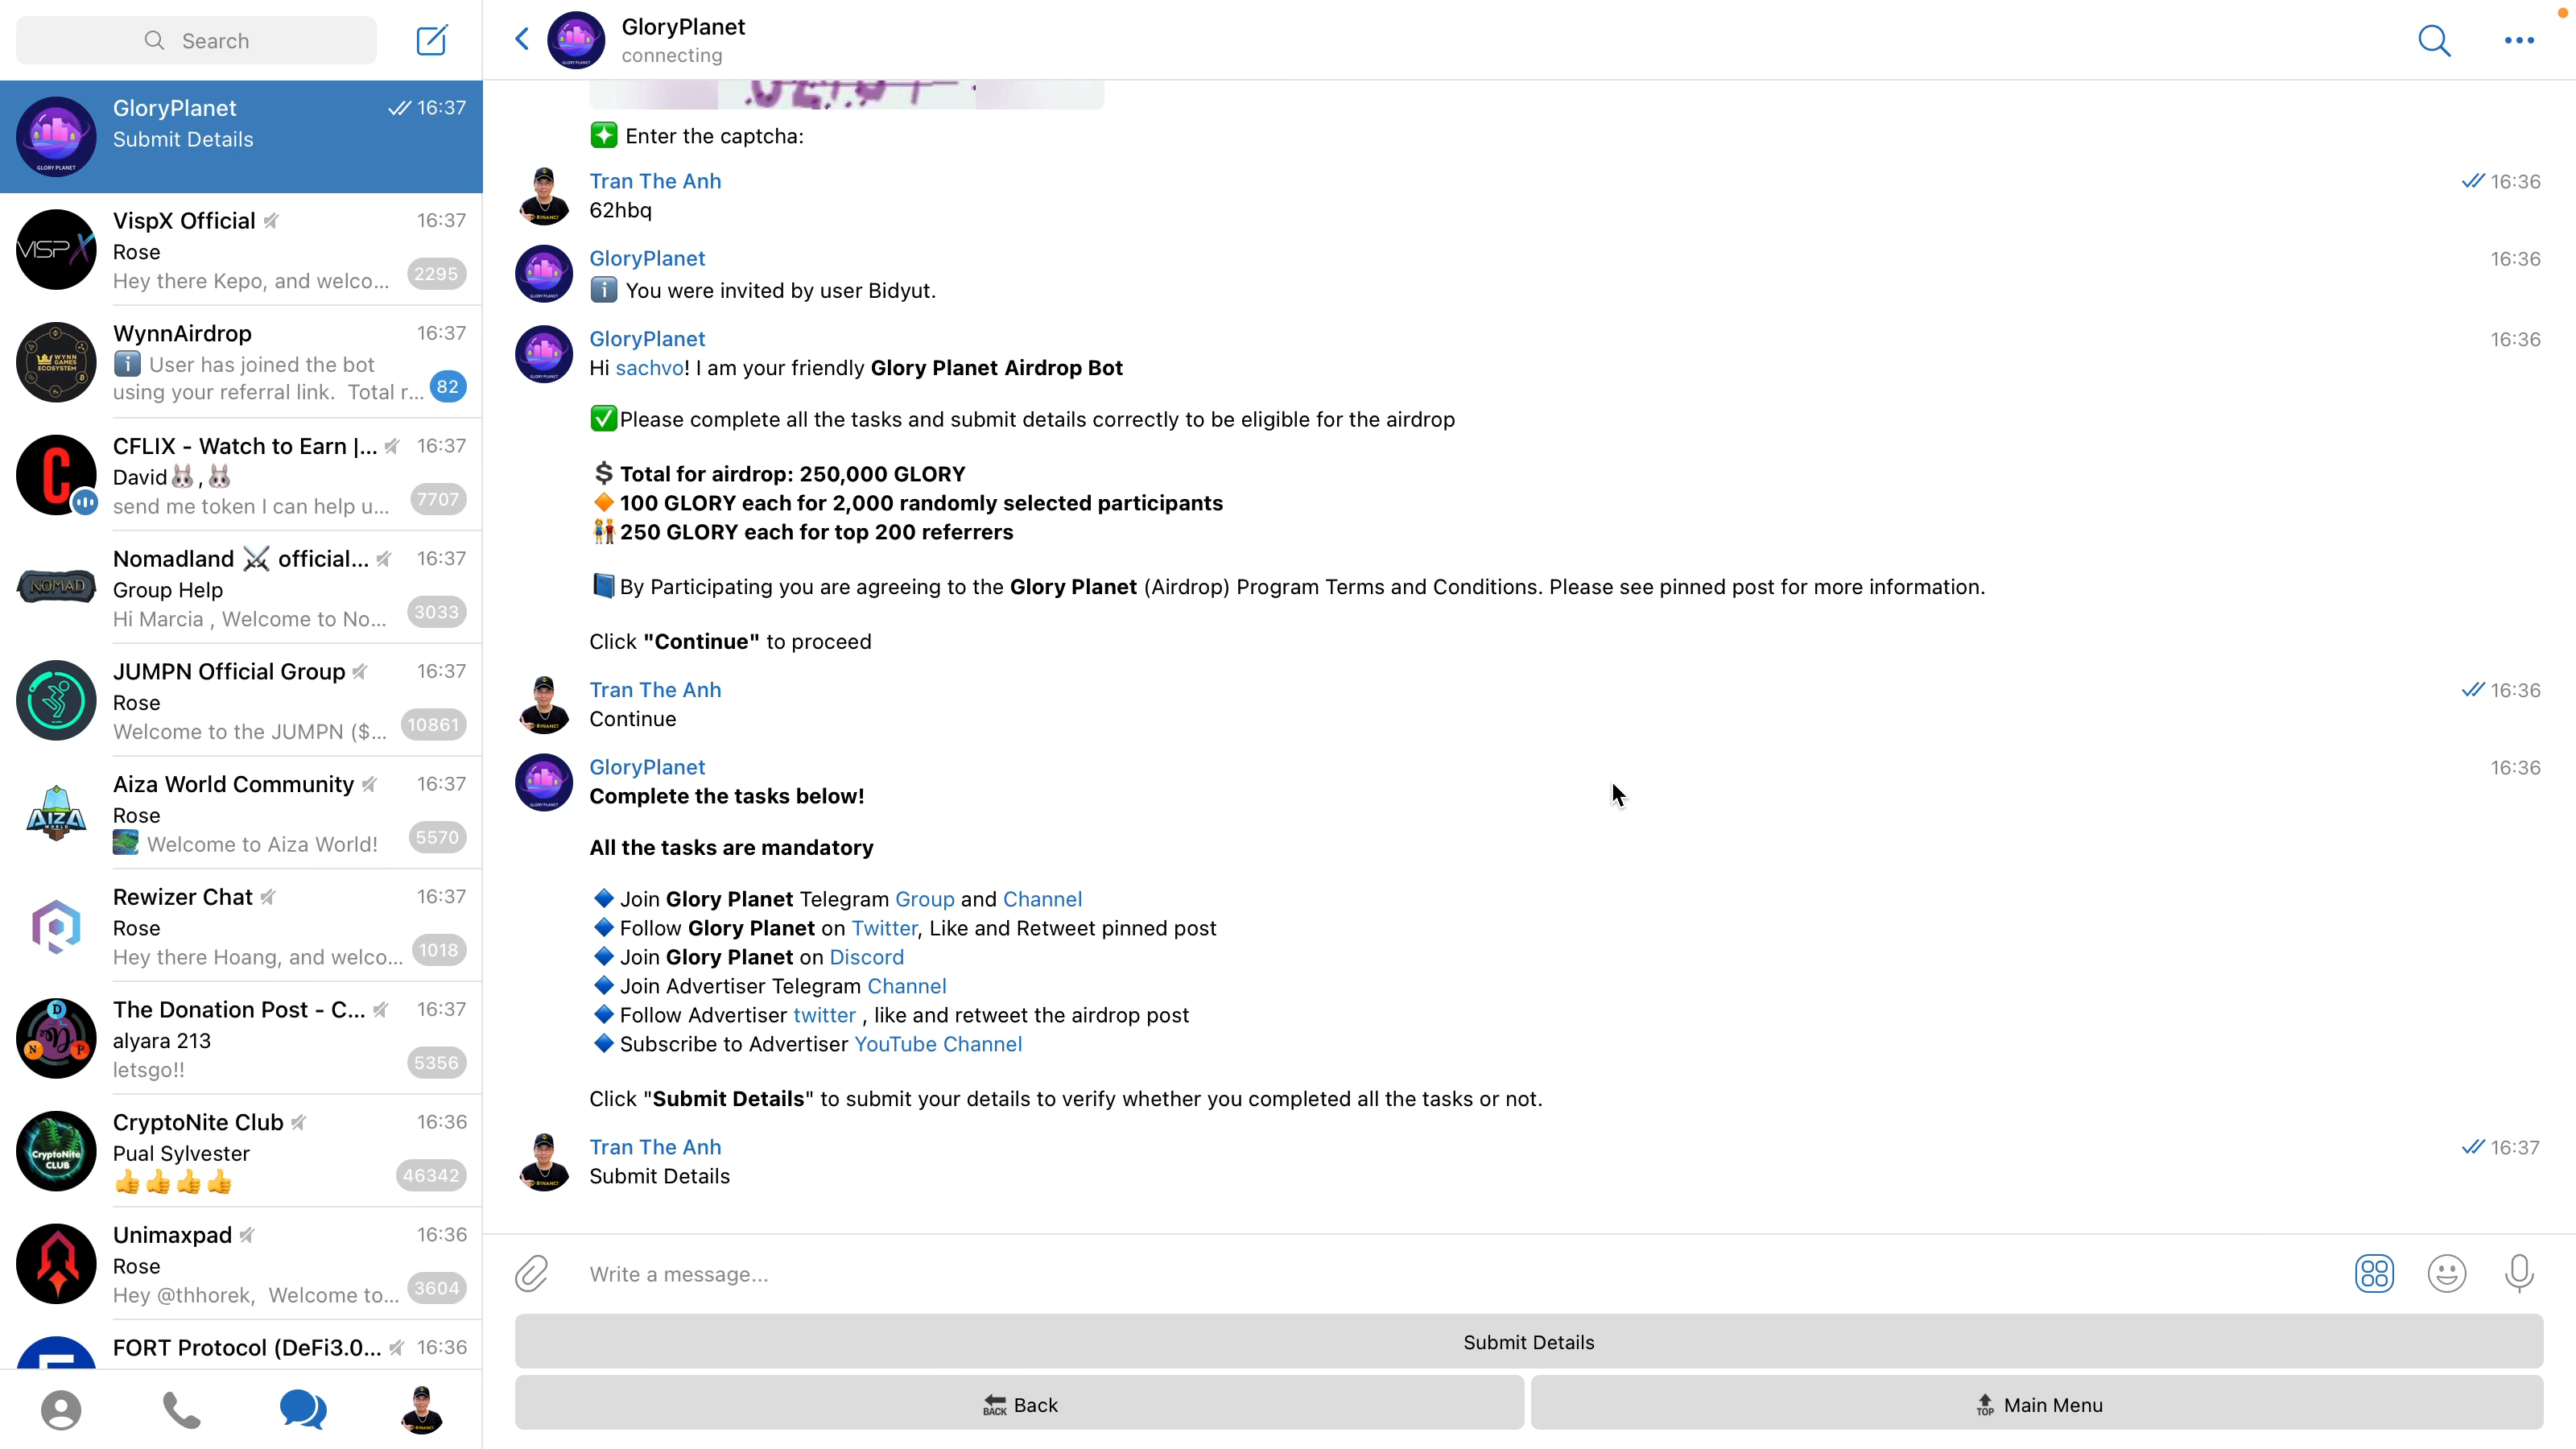 Search
GloryPlanet
16:37
Submit Details
VispX Official
16:37
Rose
Hey there Kepo, and welco...
2295
WynnAirdrop
16:37
User has joined the bot
using your referral link. Total r...
82
CFLIX - Watch to Earn |...
16:37
David🐰,🐰
send me token I can help u...
7707
Nomadland ⚔️ official...
16:37
Group Help
Hi Marcia , Welcome to No...
3033
JUMPN Official Group
16:37
Rose
Welcome to the JUMPN ($...
10861
Aiza World Community
16:37
Rose
Welcome to Aiza World!
5570
Rewizer Chat
16:37
Rose
Hey there Hoang, and welco...
1018
The Donation Post - C...
16:37
alyara 213
letsgo!!
5356
CryptoNite Club
16:36
Pual Sylvester
👍👍👍👍
46342
Unimaxpad
16:36
Rose
Hey @thhorek, Welcome to...
3604
FORT Protocol (DeFi3.0...
16:36
GloryPlanet
connecting
Enter the captcha:
Tran The Anh
16:36
62hbq
GloryPlanet
16:36
You were invited by user Bidyut.
GloryPlanet
16:36
Hi sachvo! I am your friendly Glory Planet Airdrop Bot
✅Please complete all the tasks and submit details correctly to be eligible for the airdrop
💲Total for airdrop: 250,000 GLORY
🔶100 GLORY each for 2,000 randomly selected participants
👫250 GLORY each for top 200 referrers
📘By Participating you are agreeing to the Glory Planet (Airdrop) Program Terms and Conditions. Please see pinned post for more information.
Click "Continue" to proceed
Tran The Anh
16:36
Continue
GloryPlanet
16:36
Complete the tasks below!
All the tasks are mandatory
🔷Join Glory Planet Telegram Group and Channel
🔷Follow Glory Planet on Twitter, Like and Retweet pinned post
🔷Join Glory Planet on Discord
🔷Join Advertiser Telegram Channel
🔷Follow Advertiser twitter , like and retweet the airdrop post
🔷Subscribe to Advertiser YouTube Channel
Click "Submit Details" to submit your details to verify whether you completed all the tasks or not.
Tran The Anh
16:37
Submit Details
Write a message...
Submit Details
BACK Back
TOP Main Menu